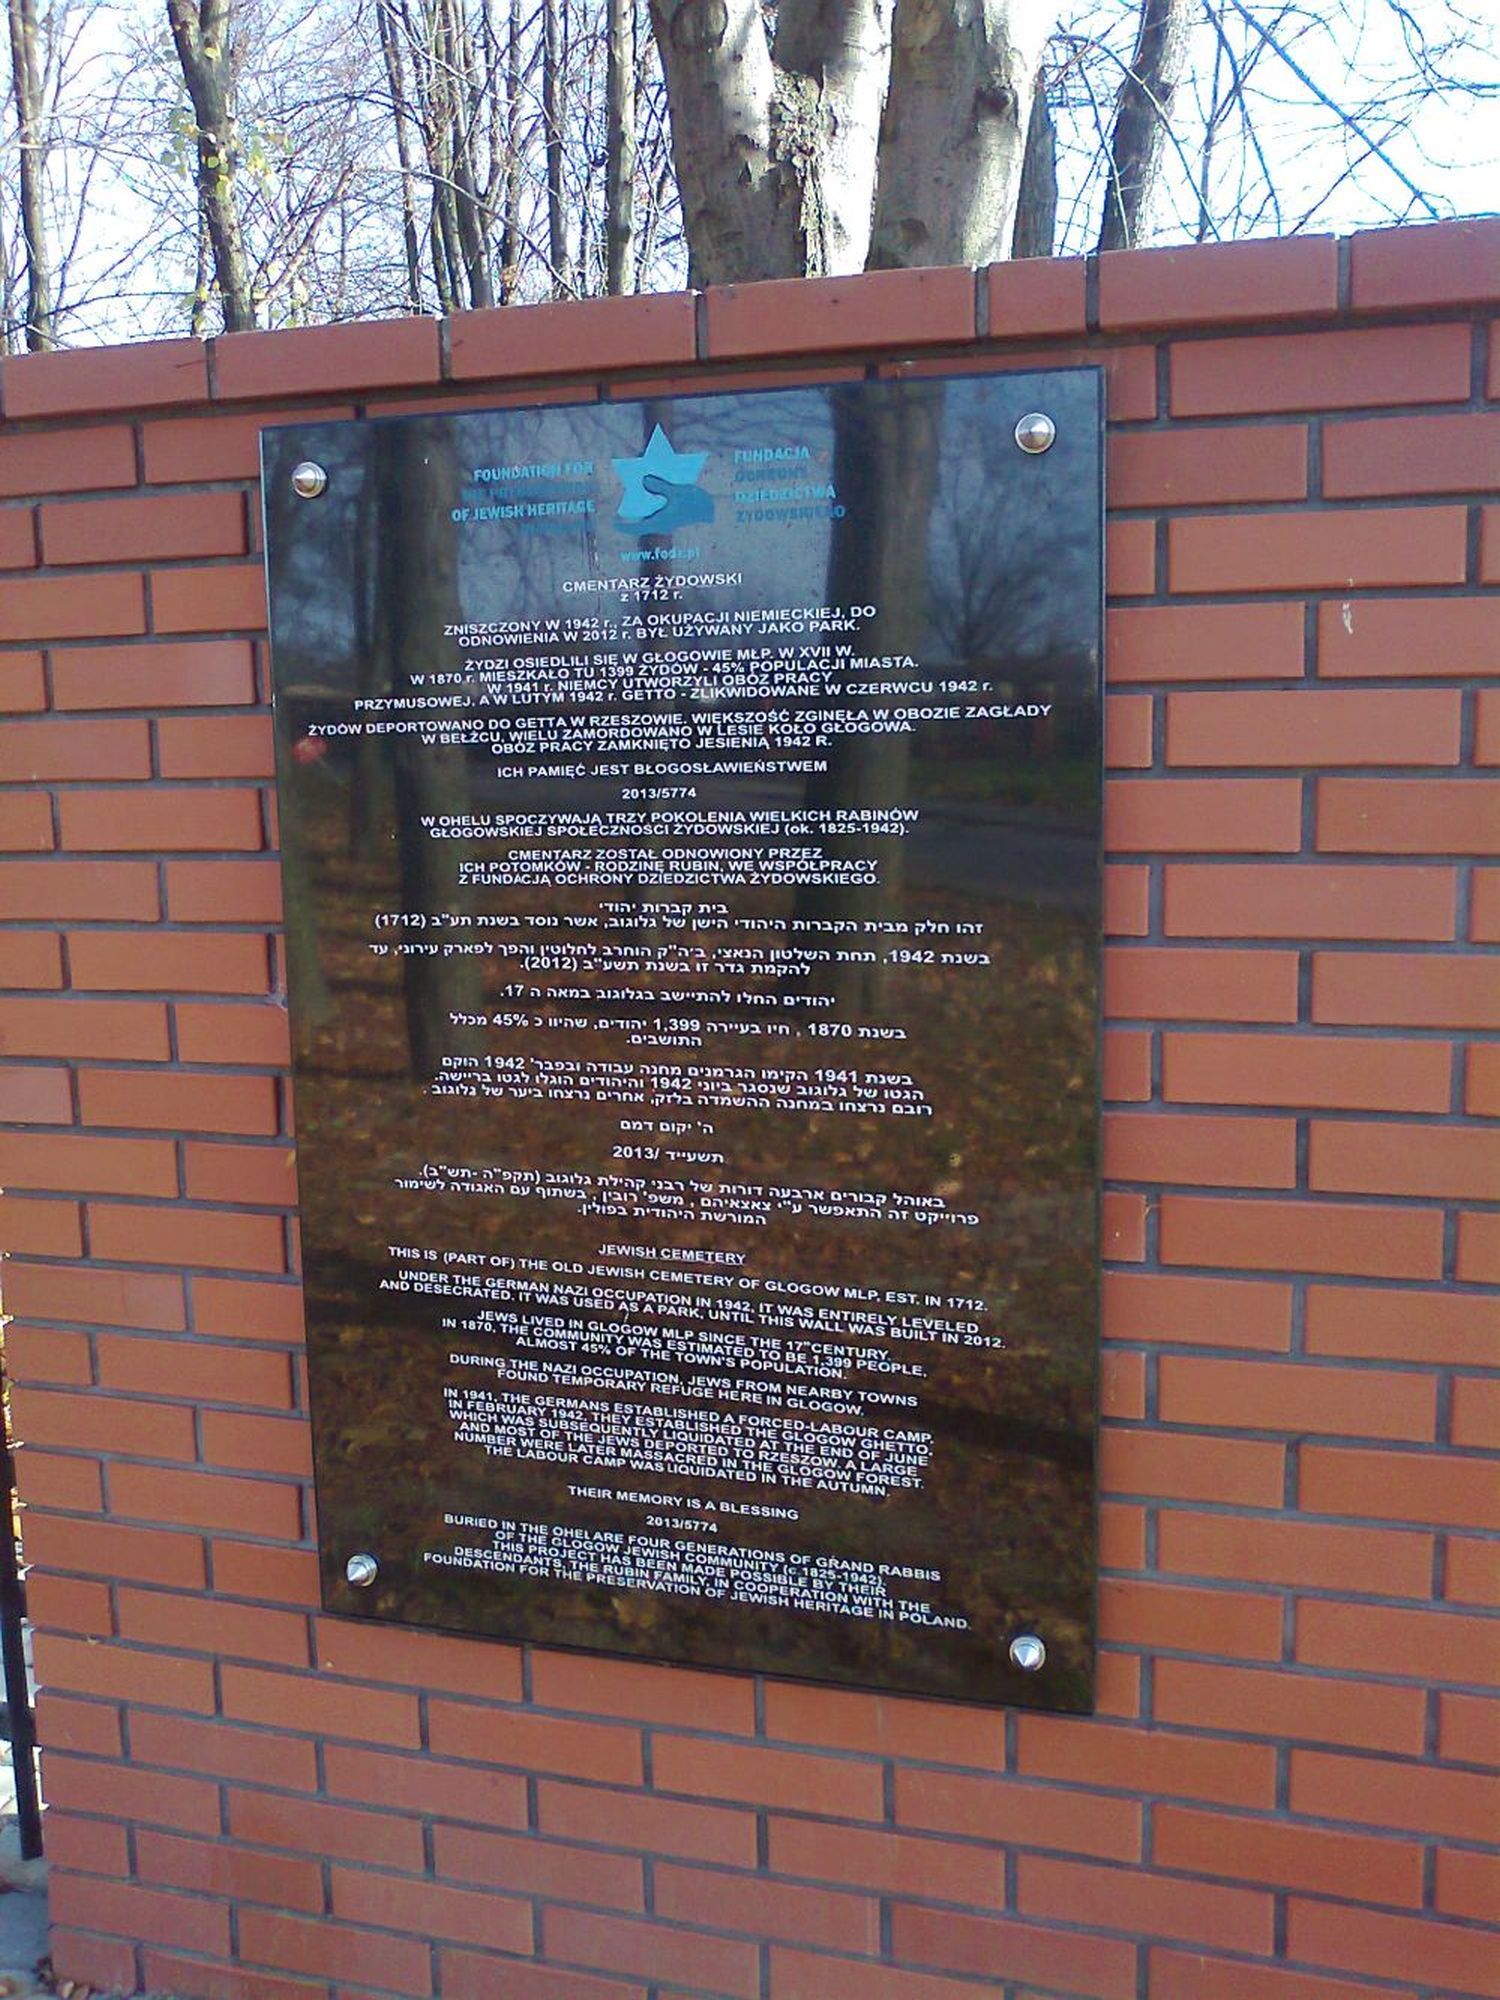 FOUNDATION FOR
THE PRESERVATION
OF JEWISH HERITAGE
FUNDACJA
OCHRONY
DZIEDZICTWA
ŻYDOWSKIEGO
www.fodz.pl
CMENTARZ ŻYDOWSKI
z 1712 r.
ZNISZCZONY W 1942 r., ZA OKUPACJI NIEMIECKIEJ, DO
ODNOWIENIA W 2012 r. BYŁ UŻYWANY JAKO PARK.
ŻYDZI OSIEDLILI SIĘ W GŁOGOWIE MŁP. W XVII W.
W 1870 r. MIESZKAŁO TU 1399 ŻYDÓW - 45% POPULACJI MIASTA.
W 1941 r. NIEMCY UTWORZYLI OBÓZ PRACY
PRZYMUSOWEJ, A W LUTYM 1942 r. GETTO - ZLIKWIDOWANE W CZERWCU 1942 r.
ŻYDÓW DEPORTOWANO DO GETTA W RZESZOWIE. WIĘKSZOŚĆ ZGINĘŁA W OBOZIE ZAGŁADY
W BEŁŻCU, WIELU ZAMORDOWANO W LESIE KOŁO GŁOGOWA.
OBÓZ PRACY ZAMKNIĘTO JESIENIĄ 1942 R.
ICH PAMIĘĆ JEST BŁOGOSŁAWIEŃSTWEM
2013/5774
W OHELU SPOCZYWAJĄ TRZY POKOLENIA WIELKICH RABINÓW
GŁOGOWSKIEJ SPOŁECZNOŚCI ŻYDOWSKIEJ (ok. 1825-1942).
CMENTARZ ZOSTAŁ ODNOWIONY PRZEZ
ICH POTOMKÓW - RODZINĘ RUBIN, WE WSPÓŁPRACY
Z FUNDACJĄ OCHRONY DZIEDZICTWA ŻYDOWSKIEGO.
בית קברות יהודי
זהו חלק מבית הקברות היהודי הישן של גלוגוב, אשר נוסד בשנת תע"ב (1712)
בשנת 1942, תחת השלטון הנאצי, ביה"ק הוחרב לחלוטין והפך לפארק עירוני, עד
להקמת גדר זו בשנת תשע"ב (2012).
יהודים החלו להתיישב בגלוגוב במאה ה 17.
בשנת 1870 , חיו בעיירה 1,399 יהודים, שהיוו כ 45% מכלל
התושבים.
בשנת 1941 הקימו הגרמנים מחנה עבודה ובפבר' 1942 הוקם
הגטו של גלוגוב שנסגר ביוני 1942 והיהודים הוגלו לגטו ברײשה.
רובם נרצחו במחנה ההשמדה בלזק, אחרים נרצחו ביער של גלוגוב .
ה' יקום דמם
תשעייד /2013
באוהל קבורים ארבעה דורות של רבני קהילת גלוגוב (תקפ"ה -תש"ב).
פרוייקט זה התאפשר ע"י צאצאיהם , משפ' רובין , בשתוף עם האגודה לשימור
המורשת היהודית בפולין.
JEWISH CEMETERY
THIS IS (PART OF) THE OLD JEWISH CEMETERY OF GLOGOW MLP, EST. IN 1712.
UNDER THE GERMAN NAZI OCCUPATION IN 1942, IT WAS ENTIRELY LEVELED
AND DESECRATED. IT WAS USED AS A PARK, UNTIL THIS WALL WAS BUILT IN 2012.
JEWS LIVED IN GLOGOW MLP SINCE THE 17" CENTURY.
IN 1870, THE COMMUNITY WAS ESTIMATED TO BE 1,399 PEOPLE,
ALMOST 45% OF THE TOWN'S POPULATION.
DURING THE NAZI OCCUPATION, JEWS FROM NEARBY TOWNS
FOUND TEMPORARY REFUGE HERE IN GLOGOW.
IN 1941, THE GERMANS ESTABLISHED A FORCED-LABOUR CAMP.
IN FEBRUARY 1942, THEY ESTABLISHED THE GLOGOW GHETTO,
WHICH WAS SUBSEQUENTLY LIQUIDATED AT THE END OF JUNE
AND MOST OF THE JEWS DEPORTED TO RZESZOW. A LARGE
NUMBER WERE LATER MASSACRED IN THE GLOGOW FOREST.
THE LABOUR CAMP WAS LIQUIDATED IN THE AUTUMN.
THEIR MEMORY IS A BLESSING
2013/5774
BURIED IN THE OHEL ARE FOUR GENERATIONS OF GRAND RABBIS
OF THE GLOGOW JEWISH COMMUNITY (c 1825-1942).
THIS PROJECT HAS BEEN MADE POSSIBLE BY THEIR
DESCENDANTS, THE RUBIN FAMILY, IN COOPERATION WITH THE
FOUNDATION FOR THE PRESERVATION OF JEWISH HERITAGE IN POLAND.